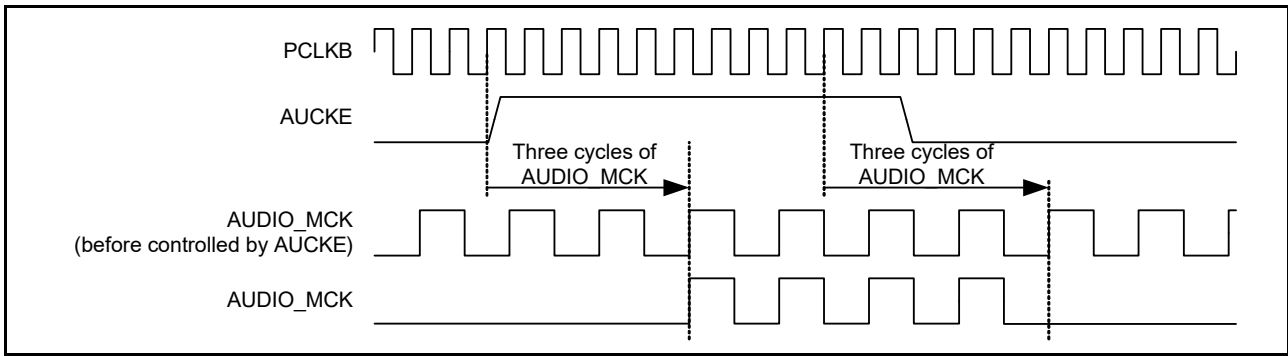 PCLKB
AUCKE
Three cycles of
AUDIO_MCK
Three cycles of
AUDIO_MCK
AUDIO_MCK
(before controlled by AUCKE)
AUDIO_MCK